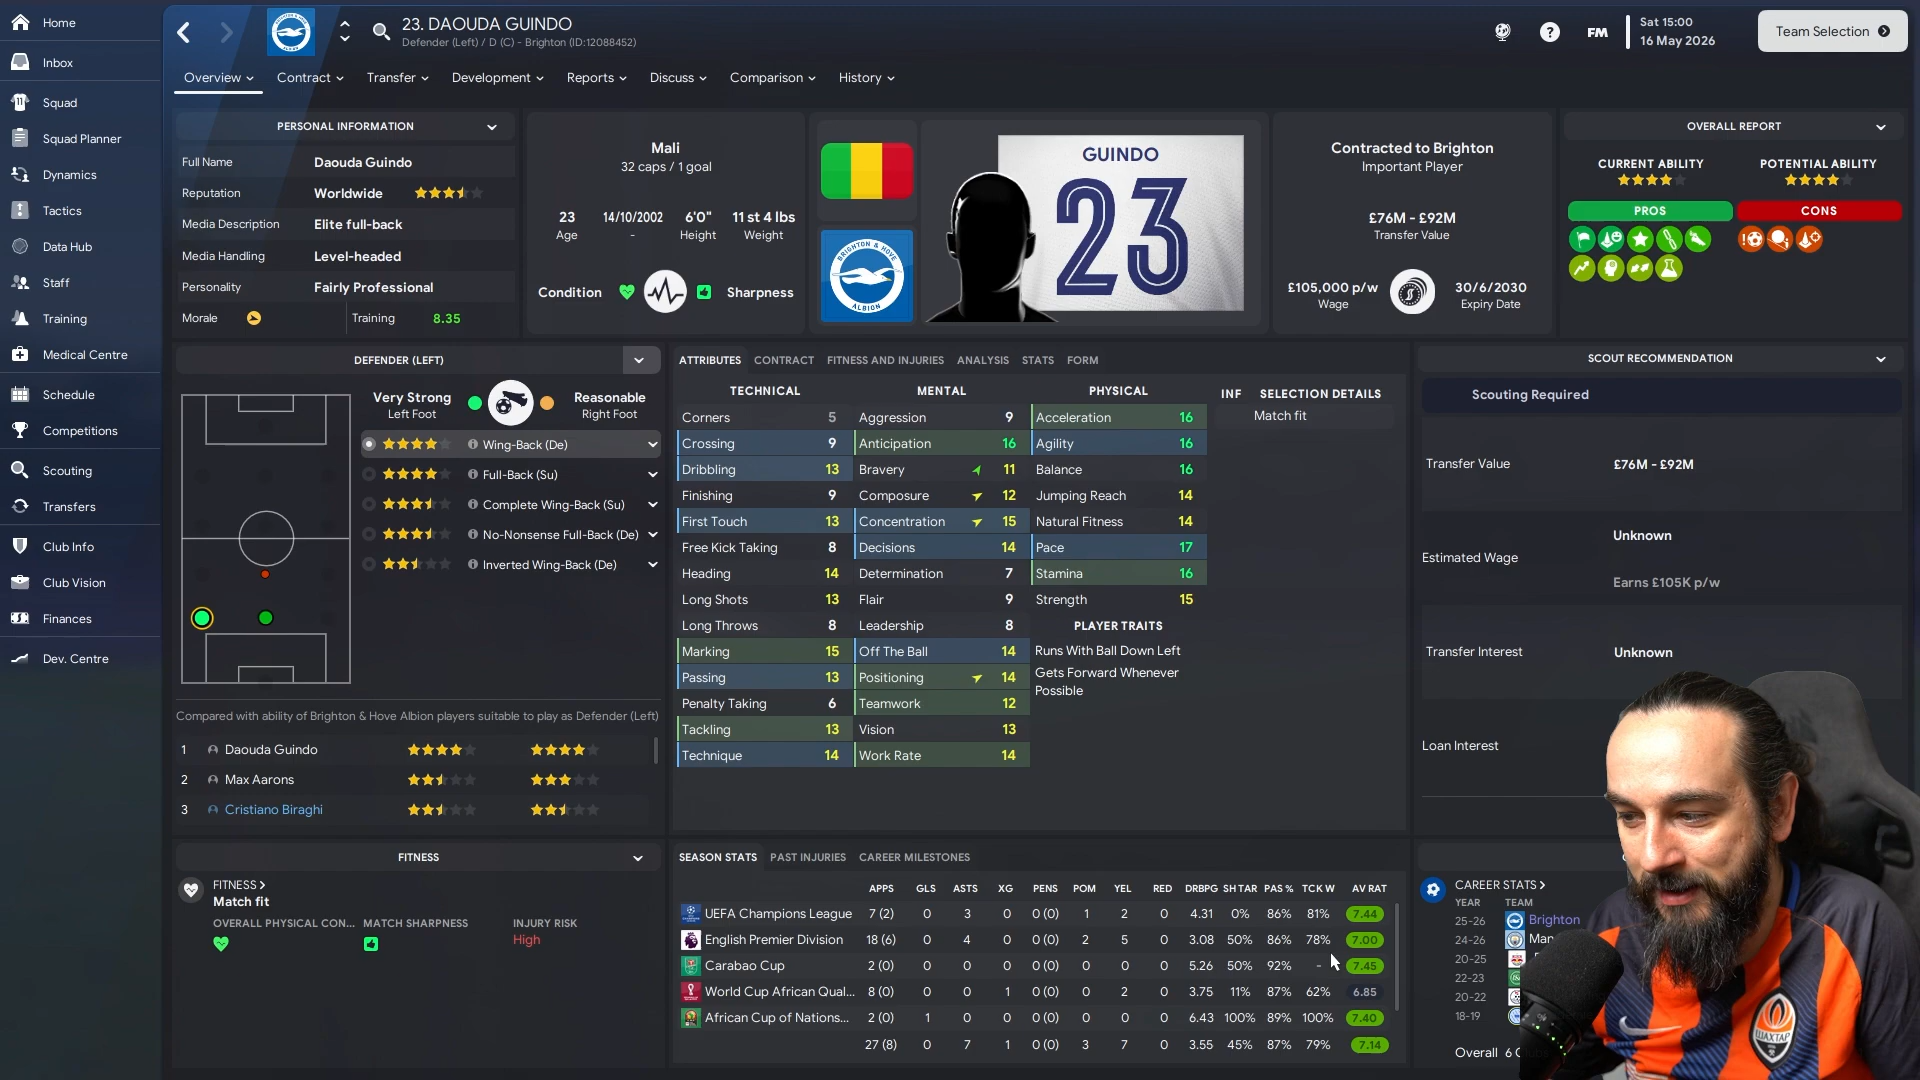 Home
Inbox
Squad
Squad Planner
Dynamics
Tactics
Data Hub
Staff
Training
Medical Centre
Schedule
Competitions
Scouting
Transfers
Club Info
Club Vision
Finances
Dev. Centre
23. DAOUDA GUINDO
Defender (Left) / D (C) - Brighton (ID:12088452)
FM
Sat 15:00
16 May 2026
Team Selection
Overview Contract Transfer Development Reports Discuss Comparison History
PERSONAL INFORMATION
Full Name Daouda Guindo
Reputation Worldwide
Media Description Elite full-back
Media Handling Level-headed
Personality Fairly Professional
Morale Training 8.35
Mali
32 caps / 1 goal
23 14/10/2002 6'0" 11 st 4 lbs
Age - Height Weight
Condition Sharpness
BRIGHTON & HOVE
ALBION
GUINDO
23
Contracted to Brighton
Important Player
£76M - £92M
Transfer Value
£105,000 p/w 30/6/2030
Wage Expiry Date
OVERALL REPORT
CURRENT ABILITY POTENTIAL ABILITY
PROS CONS
DEFENDER (LEFT)
Very Strong Reasonable
Left Foot Right Foot
Wing-Back (De)
Full-Back (Su)
Complete Wing-Back (Su)
No-Nonsense Full-Back (De)
Inverted Wing-Back (De)
Compared with ability of Brighton & Hove Albion players suitable to play as Defender (Left)
1 Daouda Guindo
2 Max Aarons
3 Cristiano Biraghi
FITNESS
FITNESS
Match fit
OVERALL PHYSICAL CON... MATCH SHARPNESS INJURY RISK
High
ATTRIBUTES CONTRACT FITNESS AND INJURIES ANALYSIS STATS FORM
TECHNICAL MENTAL PHYSICAL INF SELECTION DETAILS
Corners 5 Aggression 9 Acceleration 16 Match fit
Crossing 9 Anticipation 16 Agility 16
Dribbling 13 Bravery 11 Balance 16
Finishing 9 Composure 12 Jumping Reach 14
First Touch 13 Concentration 15 Natural Fitness 14
Free Kick Taking 8 Decisions 14 Pace 17
Heading 14 Determination 7 Stamina 16
Long Shots 13 Flair 9 Strength 15
Long Throws 8 Leadership 8 PLAYER TRAITS
Marking 15 Off The Ball 14 Runs With Ball Down Left
Passing 13 Positioning 14 Gets Forward Whenever
Possible
Penalty Taking 6 Teamwork 12
Tackling 13 Vision 13
Technique 14 Work Rate 14
SEASON STATS PAST INJURIES CAREER MILESTONES
APPS GLS ASTS XG PENS POM YEL RED DRBPG SH TAR PAS % TCK W AV RAT
UEFA Champions League 7 (2) 0 3 0 0 (0) 1 2 0 4.31 0% 86% 81% 7.44
English Premier Division 18 (6) 0 4 0 0 (0) 2 5 0 3.08 50% 86% 78% 7.00
Carabao Cup 2 (0) 0 0 0 0 (0) 0 0 0 5.26 50% 92% - 7.45
World Cup African Qual... 8 (0) 0 0 1 0 (0) 0 2 0 3.75 11% 87% 62% 6.85
African Cup of Nations... 2 (0) 1 0 0 0 (0) 0 0 0 6.43 100% 89% 100% 7.40
27 (8) 0 7 1 0 (0) 3 7 0 3.55 45% 87% 79% 7.14
SCOUT RECOMMENDATION
Scouting Required
Transfer Value £76M - £92M
Estimated Wage Unknown
Earns £105K p/w
Transfer Interest Unknown
Loan Interest
CAREER STATS
YEAR TEAM
25-26 Brighton
24-26 Man
20-25
22-23
20-22
18-19
Overall 6
ШАХТАР